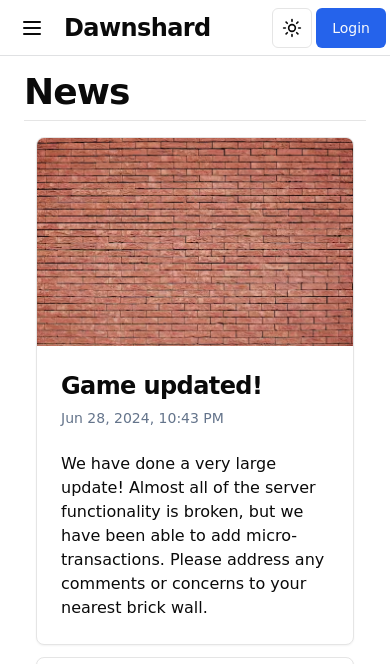 Dawnshard
Login
News
Game updated!
Jun 28, 2024, 10:43 PM
We have done a very large
update! Almost all of the server
functionality is broken, but we
have been able to add micro-
transactions. Please address any
comments or concerns to your
nearest brick wall.